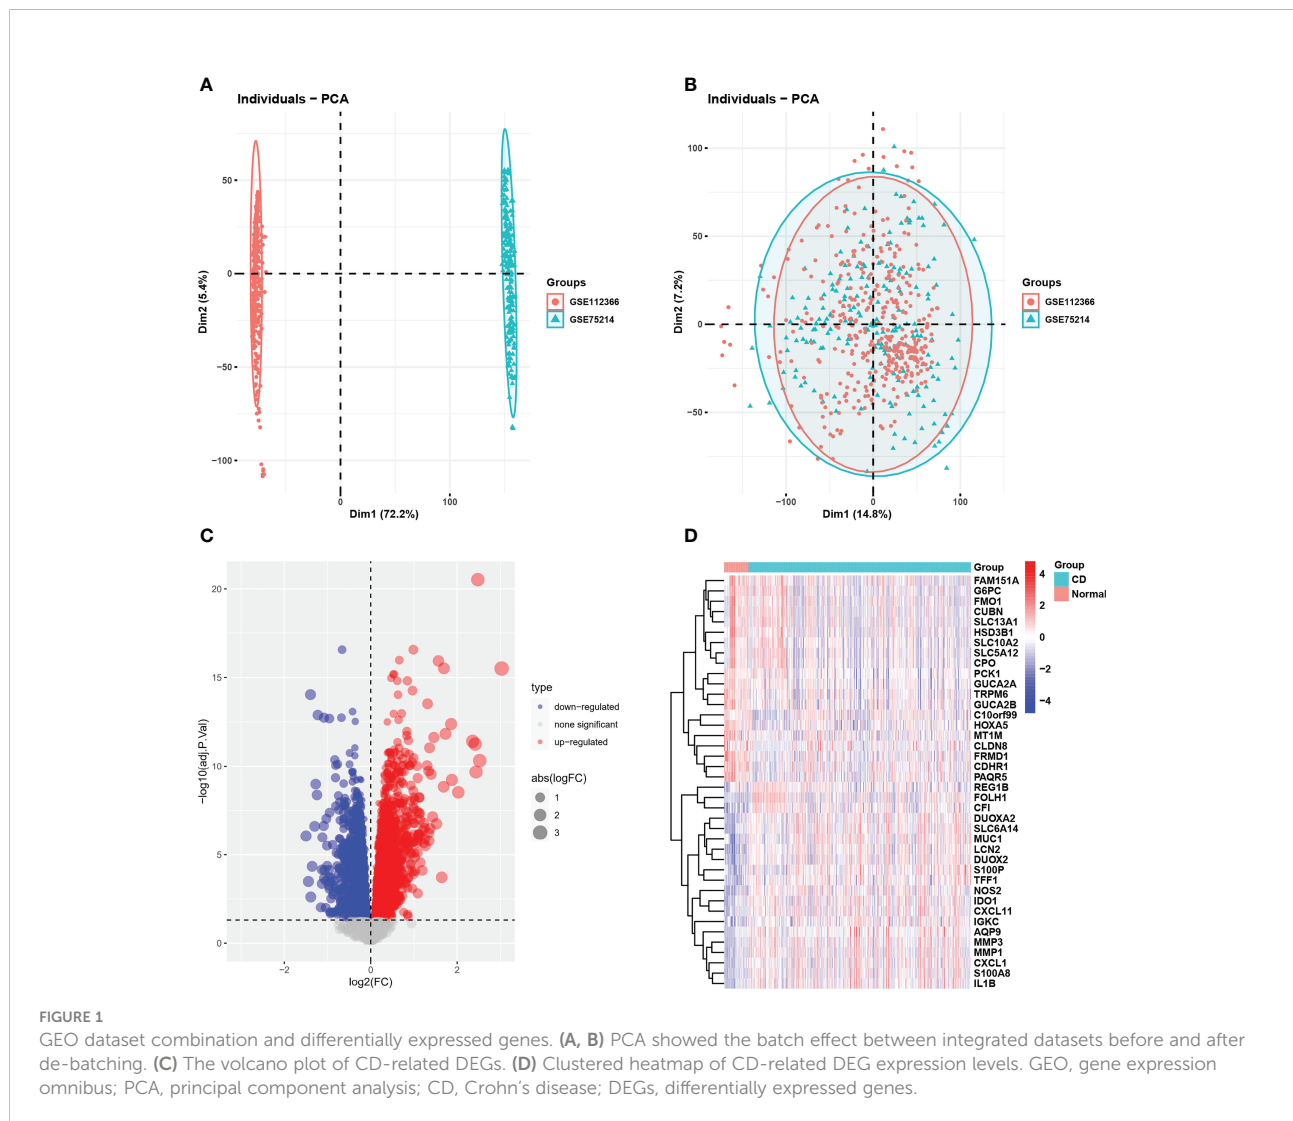 A
Individuals − PCA
50
0
−50
−100
Dim2 (5.4%)
0
100
Dim1 (72.2%)
Groups
GSE112366
GSE75214
B
Individuals − PCA
100
50
0
−50
Dim2 (7.2%)
−100
0
100
Dim1 (14.8%)
Groups
GSE112366
GSE75214
C
20
15
10
5
0
−log10(adj.P.Val)
−2
0
2
log2(FC)
type
down−regulated
none significant
up−regulated
abs(logFC)
1
2
3
D
Group
FAM151A
G6PC
FMO1
CUBN
SLC13A1
HSD3B1
SLC10A2
SLC5A12
CPO
PCK1
GUCA2A
TRPM6
GUCA2B
C10orf99
HOXA5
MT1M
CLDN8
FRMD1
CDHR1
PAQR5
REG1B
FOLH1
CFI
DUOXA2
SLC6A14
MUC1
LCN2
DUOX2
S100P
TFF1
NOS2
IDO1
CXCL11
IGKC
AQP9
MMP3
MMP1
CXCL1
S100A8
IL1B
4
2
0
−2
−4
Group
CD
Normal
FIGURE 1
GEO dataset combination and differentially expressed genes. (A, B) PCA showed the batch effect between integrated datasets before and after
de-batching. (C) The volcano plot of CD-related DEGs. (D) Clustered heatmap of CD-related DEG expression levels. GEO, gene expression
omnibus; PCA, principal component analysis; CD, Crohn's disease; DEGs, differentially expressed genes.